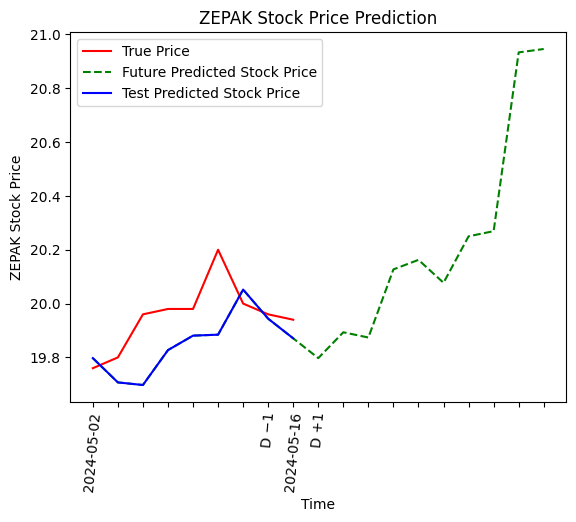 ZEPAK Stock Price Prediction
True Price
Future Predicted Stock Price
Test Predicted Stock Price
ZEPAK Stock Price
21.0
20.8
20.6
20.4
20.2
20.0
19.8
2024-05-02
D −1
2024-05-16
D +1
Time